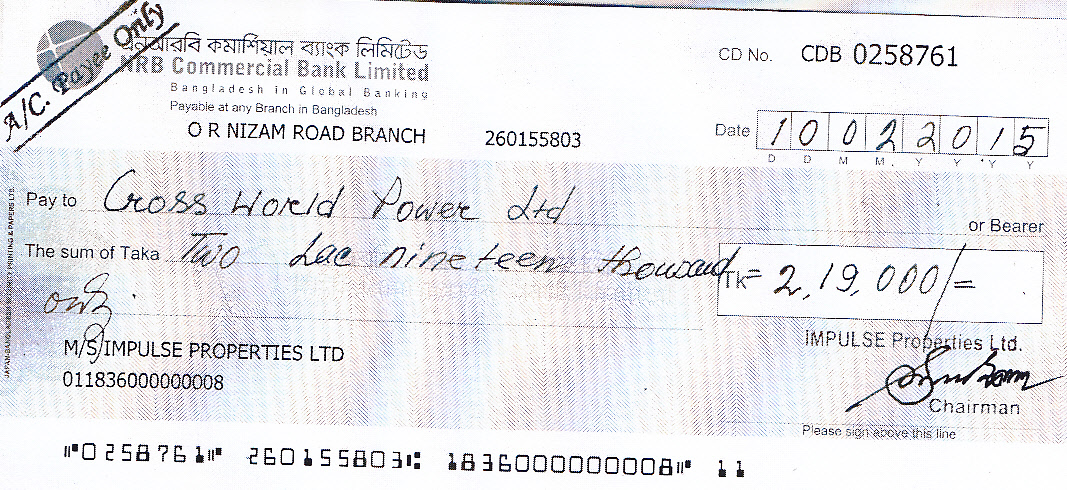 A/C. Payee Only
এনআরবি কমার্শিয়াল ব্যাংক লিমিটেড
NRB Commercial Bank Limited
Bangladesh in Global Banking
Payable at any Branch in Bangladesh
O R NIZAM ROAD BRANCH 260155803
CD No. CDB 0258761
Date 10022015
D D M M Y Y Y Y
Pay to Cross World Power Ltd
or Bearer
The sum of Taka Two Lac nineteen thousand
only.
Tk= 2,19,000/=
M/S IMPULSE PROPERTIES LTD
011836000000008
IMPULSE Properties Ltd.
Chairman
Please sign above this line
⑈0258761⑈ 260155803⑆ 1836000000008⑈ 11